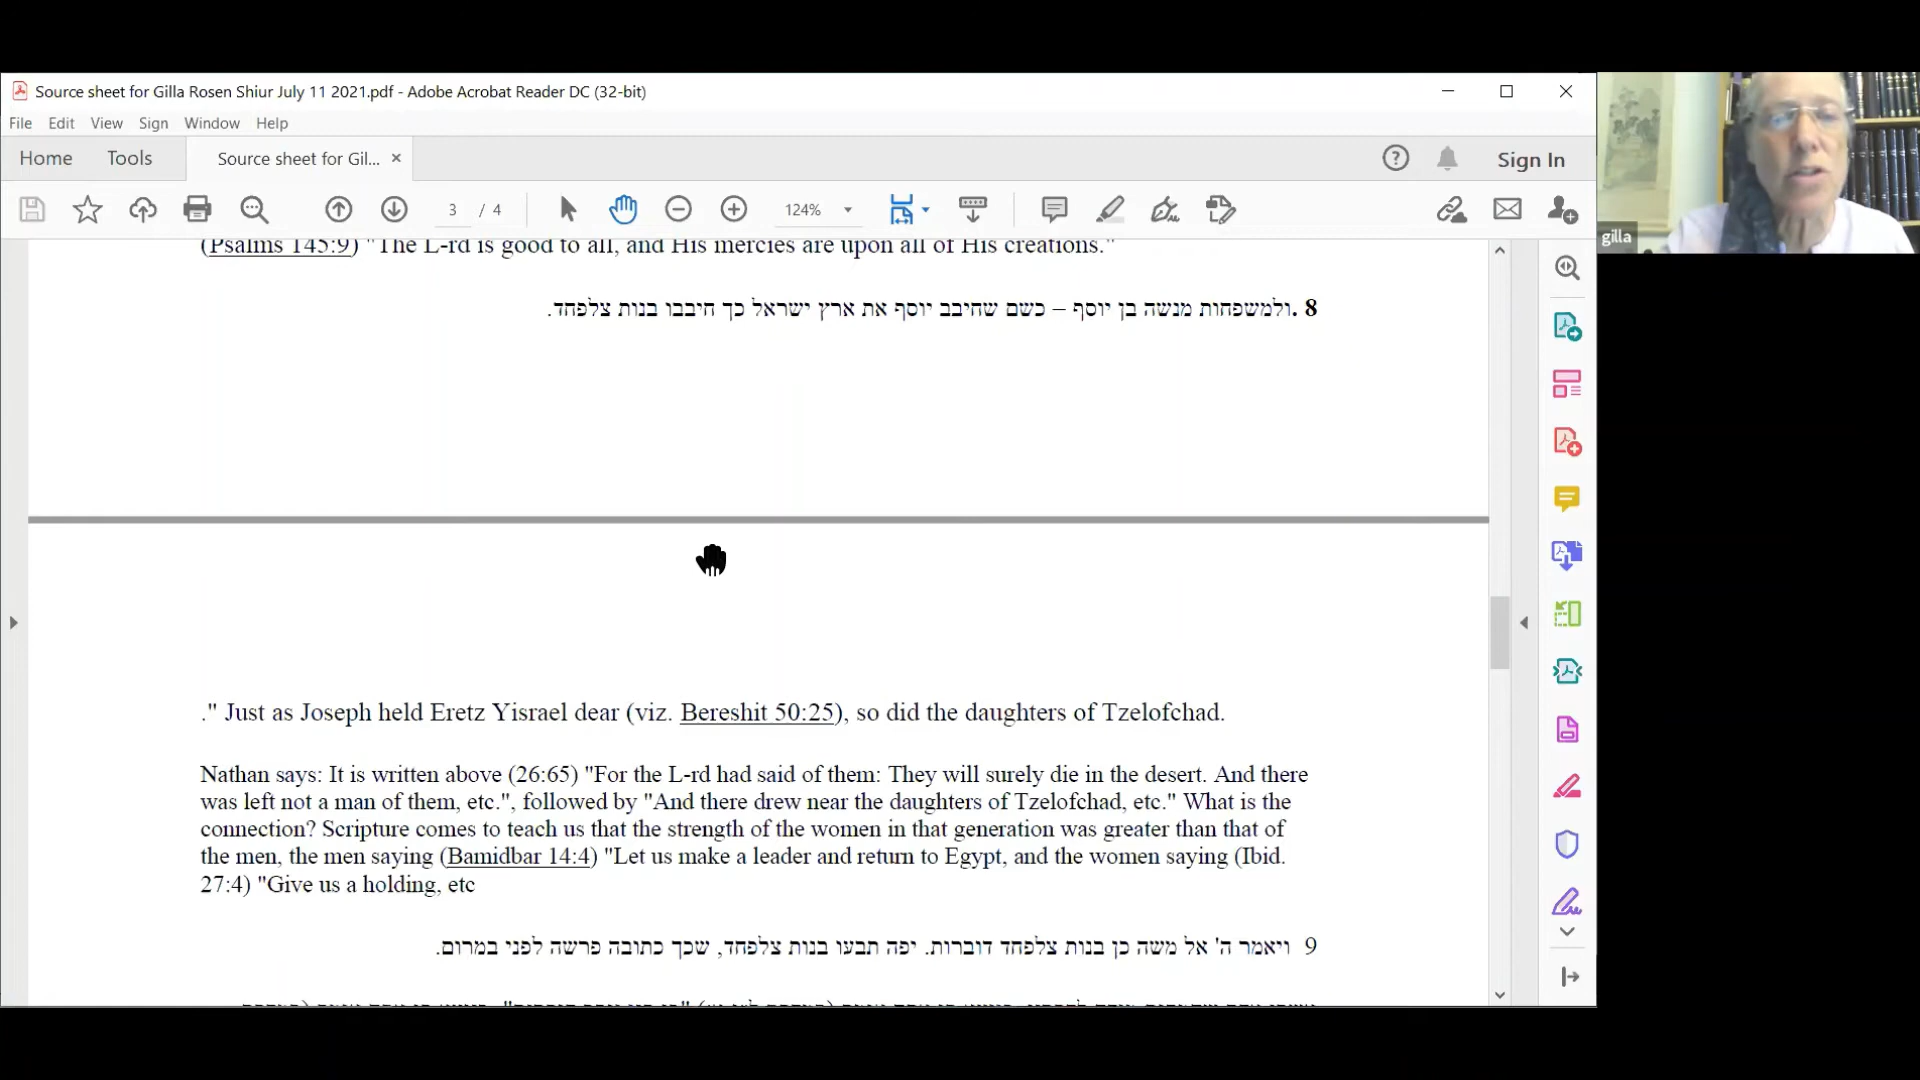 Source sheet for Gilla Rosen Shiur July 11 2021.pdf - Adobe Acrobat Reader DC (32-bit)
File Edit View Sign Window Help
Home Tools Source sheet for Gil... × Sign In
3 / 4 124%
gilla
(Psalms 145:9) "The L-rd is good to all, and His mercies are upon all of His creations."
8. ולמשפחות מנשה בן יוסף – כשם שחיבב יוסף את ארץ ישראל כך חיבבו בנות צלפחד.
." Just as Joseph held Eretz Yisrael dear (viz. Bereshit 50:25), so did the daughters of Tzelofchad.
Nathan says: It is written above (26:65) "For the L-rd had said of them: They will surely die in the desert. And there
was left not a man of them, etc.", followed by "And there drew near the daughters of Tzelofchad, etc." What is the
connection? Scripture comes to teach us that the strength of the women in that generation was greater than that of
the men, the men saying (Bamidbar 14:4) "Let us make a leader and return to Egypt, and the women saying (Ibid.
27:4) "Give us a holding, etc
9 ויאמר ה' אל משה כן בנות צלפחד דוברות. יפה תבעו בנות צלפחד, שכך כתובה פרשה לפני במרום.